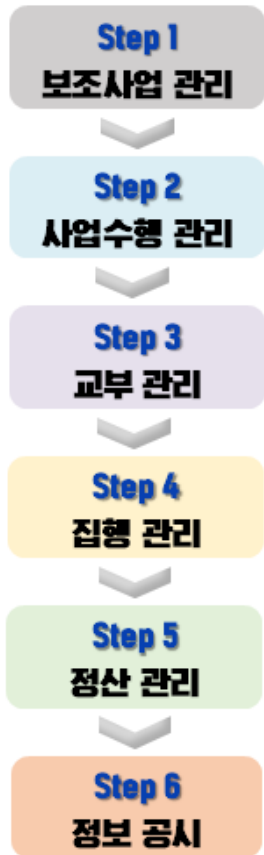 Step 1
보조사업 관리
Step 2
사업수행 관리
Step 3
교부 관리
Step 4
집행 관리
Step 5
정산 관리
Step 6
정보 공시